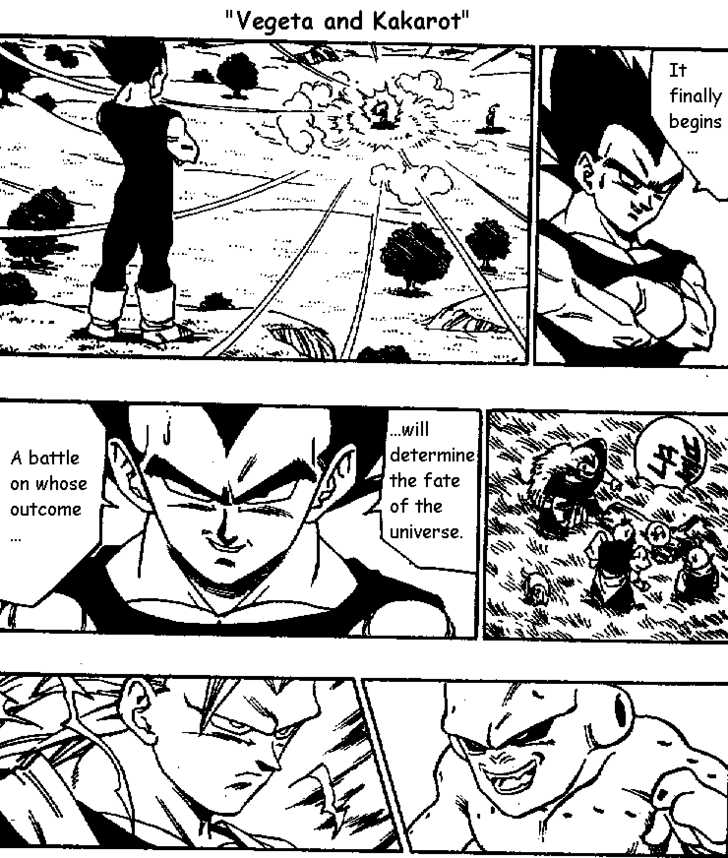 "Vegeta and Kakarot"
It
finally
begins
...
A battle
on whose
outcome
...
...will
determine
the fate
of the
universe.